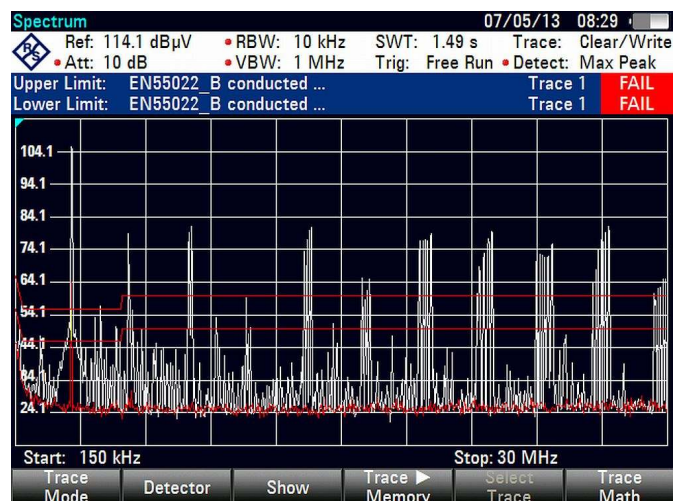 Spectrum 07/05/13 08:29
Ref: 114.1 dBµV • RBW: 10 kHz SWT: 1.49 s Trace: Clear/Write
• Att: 10 dB • VBW: 1 MHz Trig: Free Run • Detect: Max Peak
Upper Limit: EN55022_B conducted ... Trace 1 FAIL
Lower Limit: EN55022_B conducted ... Trace 1 FAIL
104.1
94.1
84.1
74.1
64.1
54.1
44.1
34.1
24.1
Start: 150 kHz Stop: 30 MHz
Trace Mode Detector Show Trace ▶ Memory Select Trace Trace Math